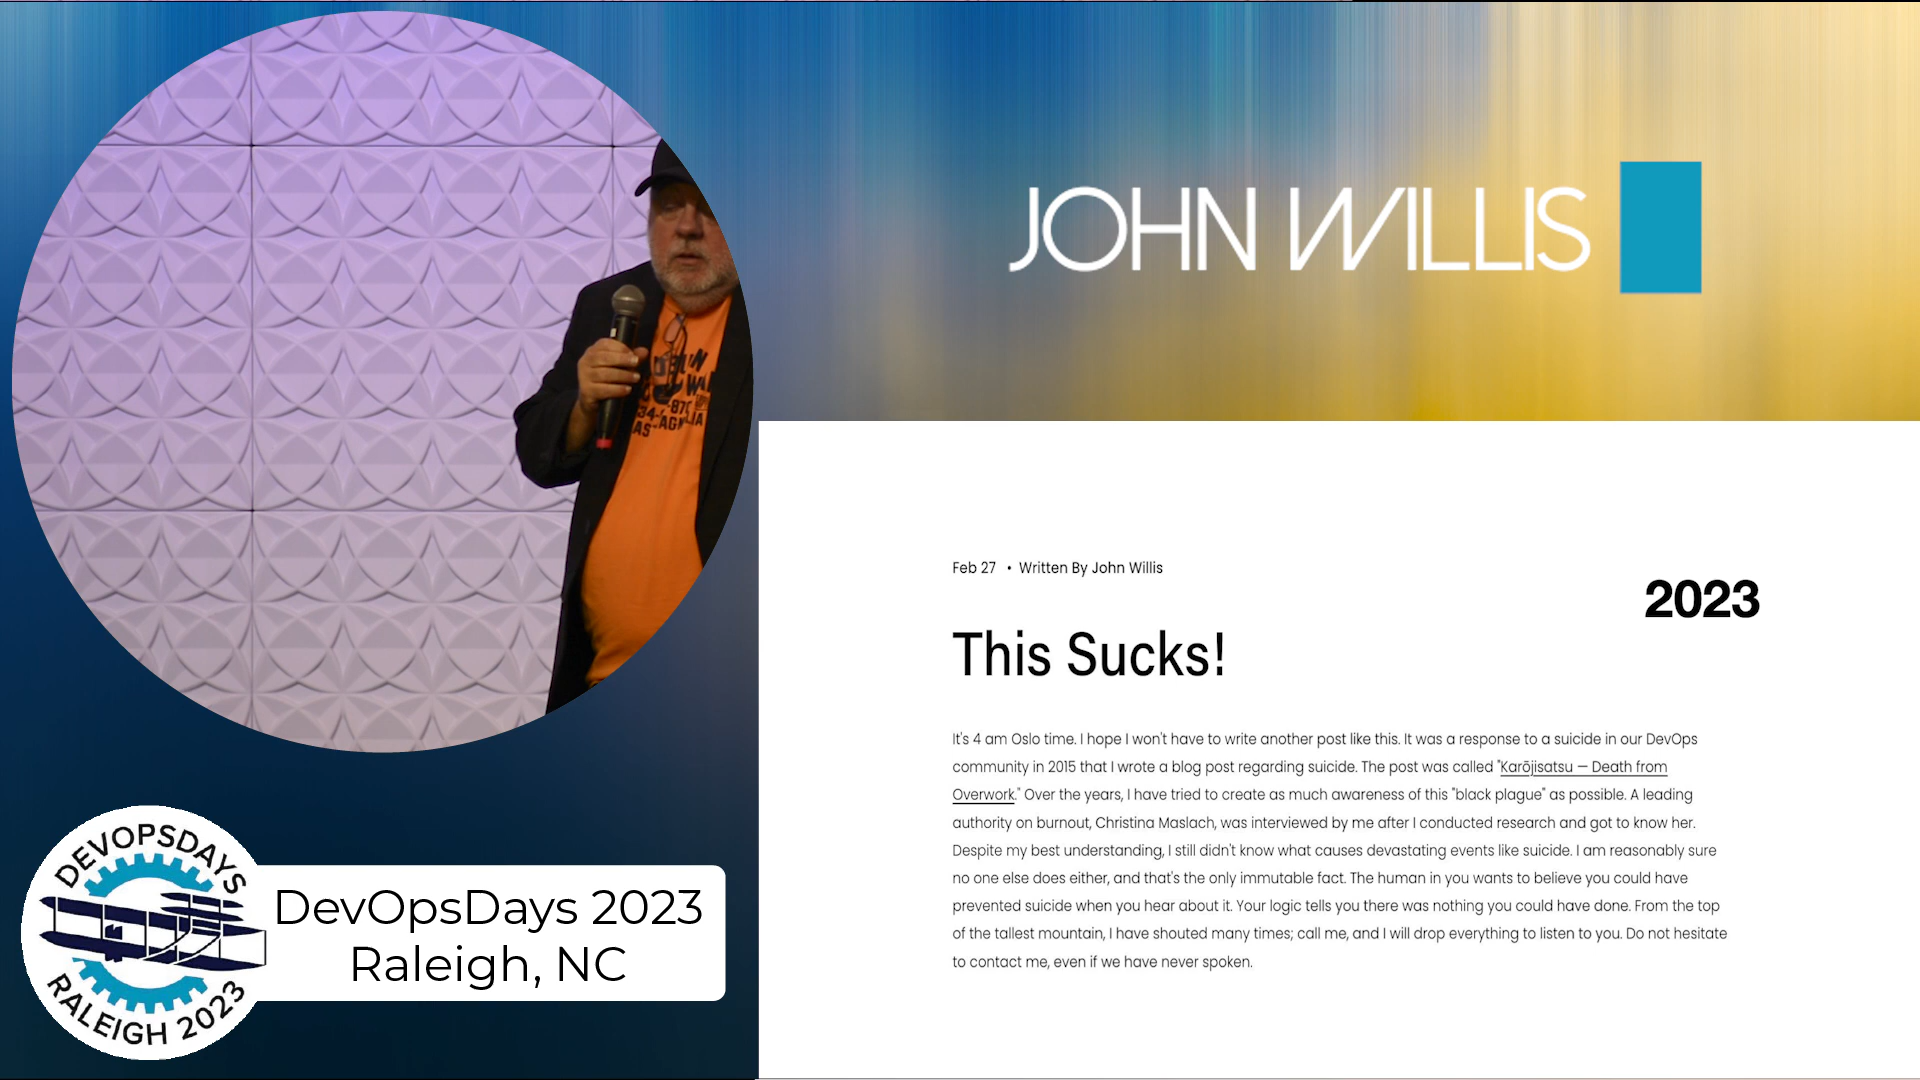 JOHN WILLIS
34- -87
AS
DEVOPSDAYS
RALEIGH 2023
DevOpsDays 2023
Raleigh, NC
Feb 27 • Written By John Willis
2023
This Sucks!
It's 4 am Oslo time. I hope I won't have to write another post like this. It was a response to a suicide in our DevOps
community in 2015 that I wrote a blog post regarding suicide. The post was called "Karōjisatsu — Death from
Overwork." Over the years, I have tried to create as much awareness of this "black plague" as possible. A leading
authority on burnout, Christina Maslach, was interviewed by me after I conducted research and got to know her.
Despite my best understanding, I still didn't know what causes devastating events like suicide. I am reasonably sure
no one else does either, and that's the only immutable fact. The human in you wants to believe you could have
prevented suicide when you hear about it. Your logic tells you there was nothing you could have done. From the top
of the tallest mountain, I have shouted many times; call me, and I will drop everything to listen to you. Do not hesitate
to contact me, even if we have never spoken.